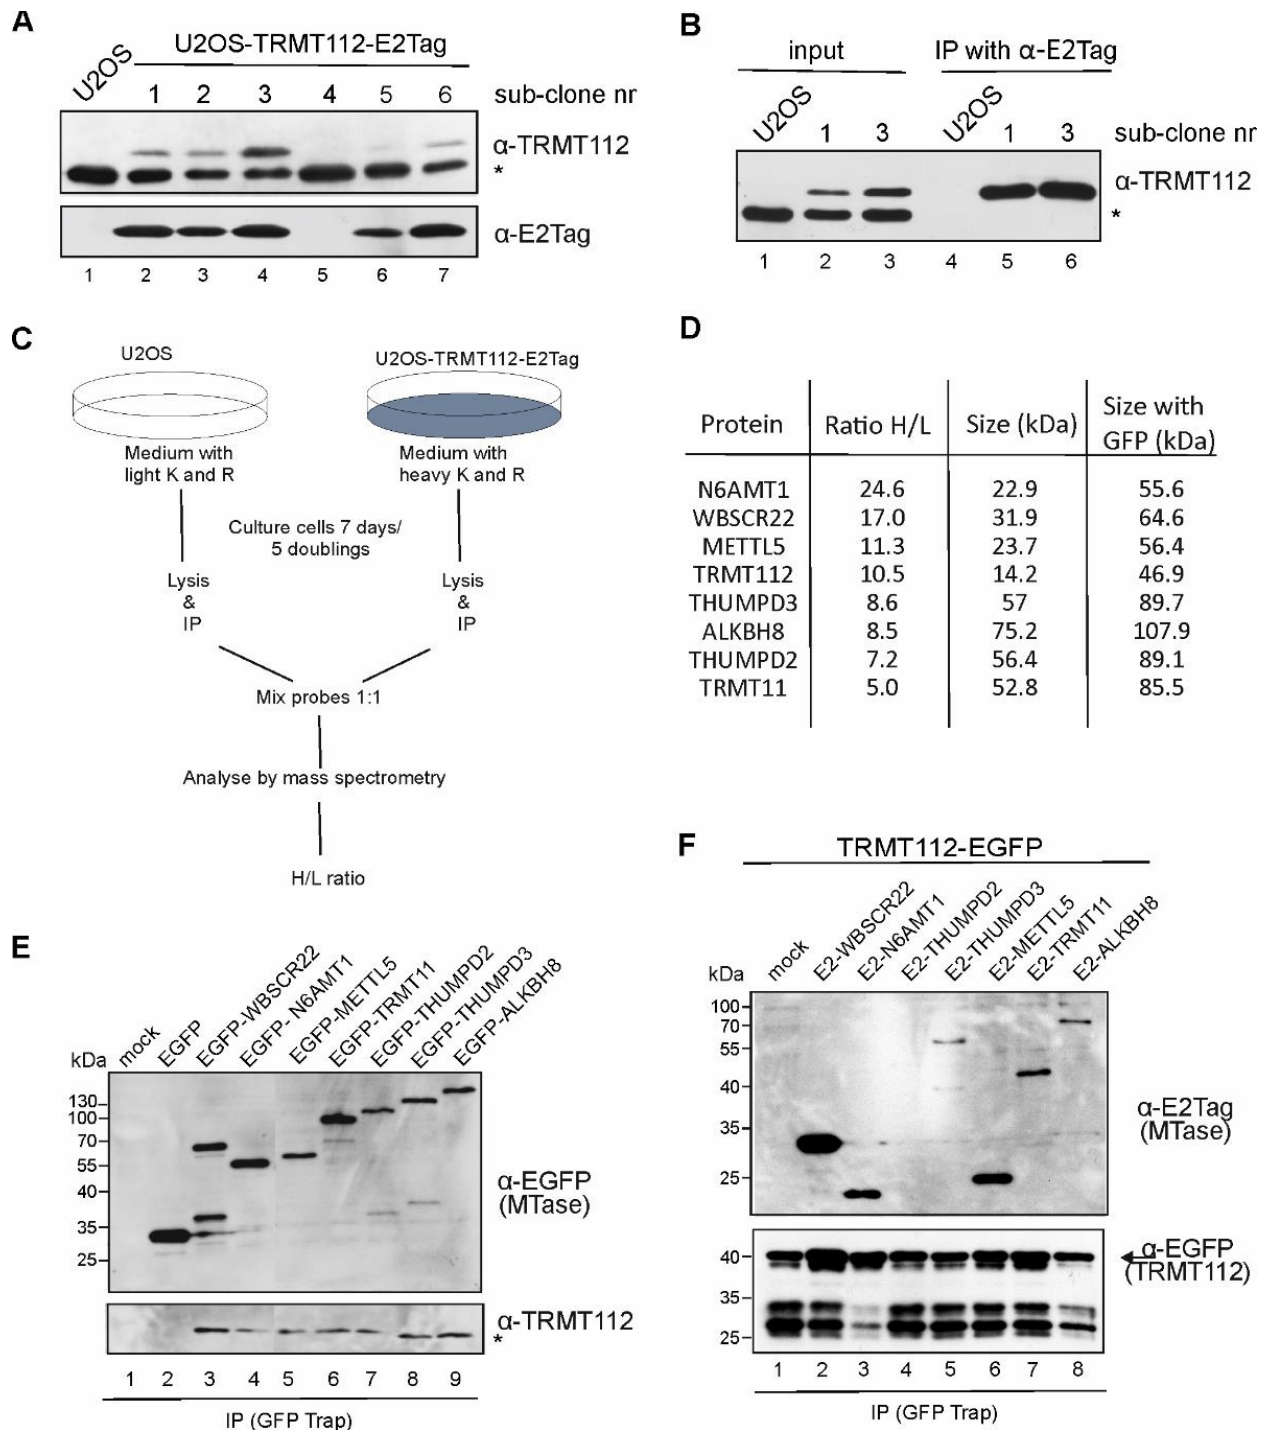 A
U2OS-TRMT112-E2Tag
U2OS
1 2 3 4 5 6 sub-clone nr
α-TRMT112
*
α-E2Tag
1 2 3 4 5 6 7
B
input IP with α-E2Tag
U2OS 1 3 U2OS 1 3 sub-clone nr
α-TRMT112
*
1 2 3 4 5 6
C
U2OS
U2OS-TRMT112-E2Tag
Medium with
light K and R
Medium with
heavy K and R
Culture cells 7 days/
5 doublings
Lysis
&
IP
Lysis
&
IP
Mix probes 1:1
Analyse by mass spectrometry
H/L ratio
D
Protein Ratio H/L Size (kDa) Size with
GFP (kDa)
N6AMT1 24.6 22.9 55.6
WBSCR22 17.0 31.9 64.6
METTL5 11.3 23.7 56.4
TRMT112 10.5 14.2 46.9
THUMPD3 8.6 57 89.7
ALKBH8 8.5 75.2 107.9
THUMPD2 7.2 56.4 89.1
TRMT11 5.0 52.8 85.5
E
kDa
mock
EGFP
EGFP-WBSCR22
EGFP- N6AMT1
EGFP-METTL5
EGFP-TRMT11
EGFP-THUMPD2
EGFP-THUMPD3
EGFP-ALKBH8
130
100
70
55
40
35
25
α-EGFP
(MTase)
α-TRMT112
*
1 2 3 4 5 6 7 8 9
IP (GFP Trap)
F
TRMT112-EGFP
kDa
mock
E2-WBSCR22
E2-N6AMT1
E2-THUMPD2
E2-THUMPD3
E2-METTL5
E2-TRMT11
E2-ALKBH8
100
70
55
40
35
25
α-E2Tag
(MTase)
40
35
25
α-EGFP
(TRMT112)
1 2 3 4 5 6 7 8
IP (GFP Trap)